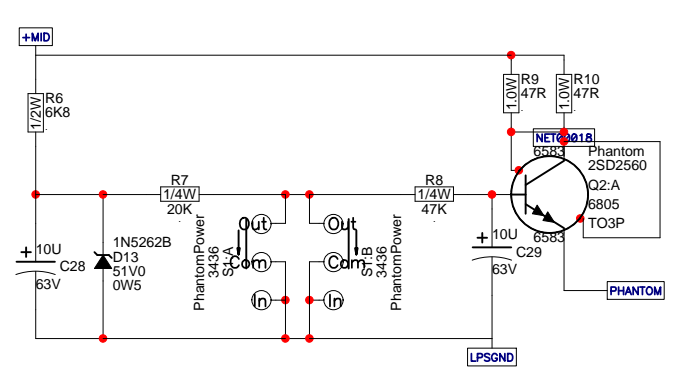 +MID
R6
6K8
1/2W
R9
47R
1.0W
R10
47R
1.0W
NET00018
6583
Phantom
2SD2560
Q2:A
6805
TO3P
6583
R7
1/4W
20K
R8
1/4W
47K
+ 10U
C28
63V
1N5262B
D13
51V0
0W5
PhantomPower
3436
S1:A
Out
Com
In
Out
Com
In
S1:B
3436
PhantomPower
+ 10U
C29
63V
PHANTOM
LPSGND